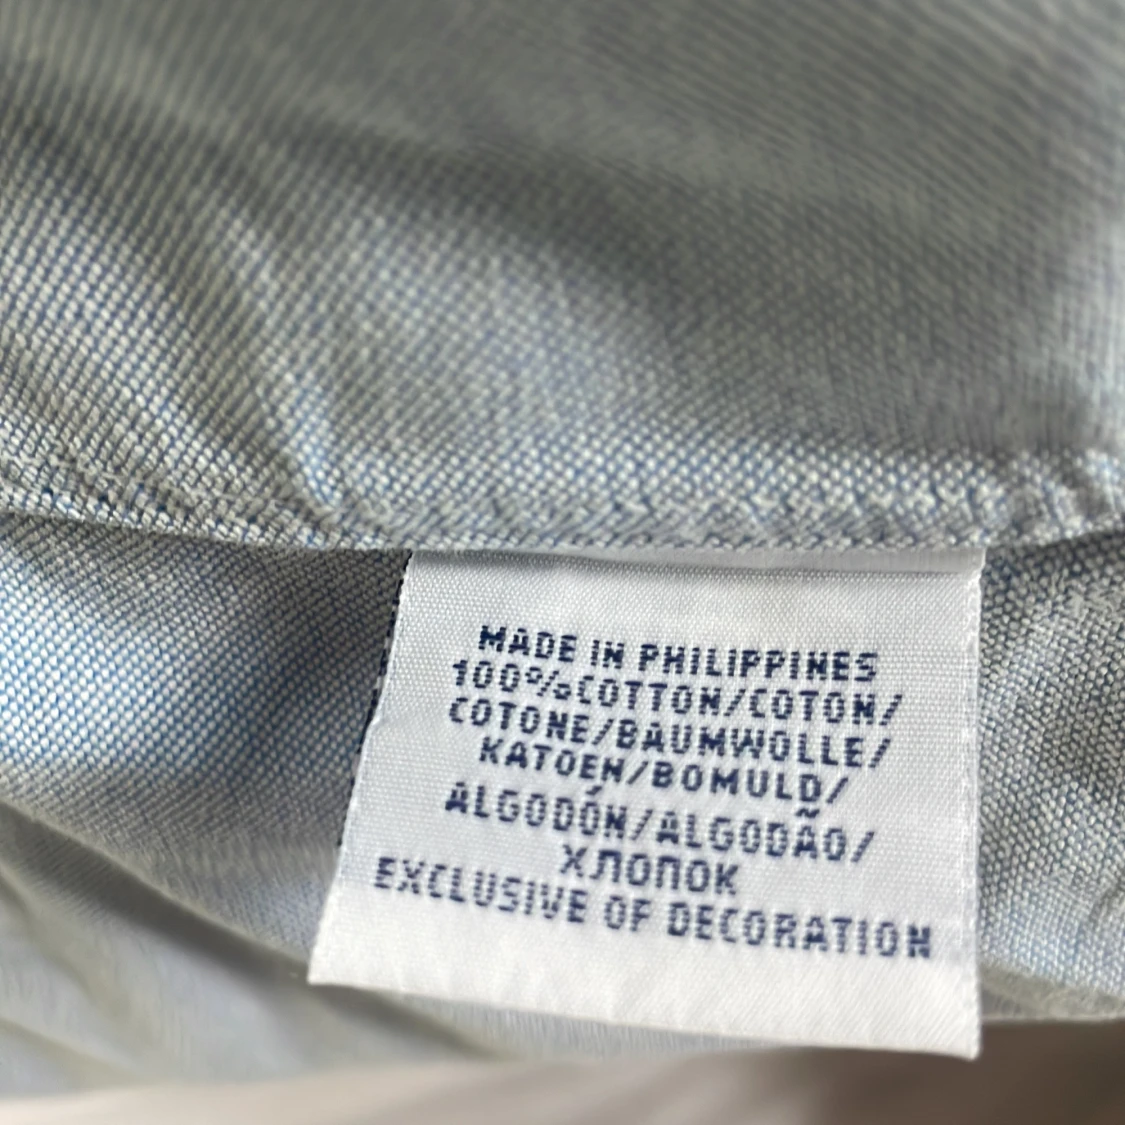 MADE IN PHILIPPINES
100%COTTON/COTON/
COTONE/BAUMWOLLE/
KATOEN/BOMULD/
ALGODÓN/ALGODÃO/
ХЛОПОК
EXCLUSIVE OF DECORATION